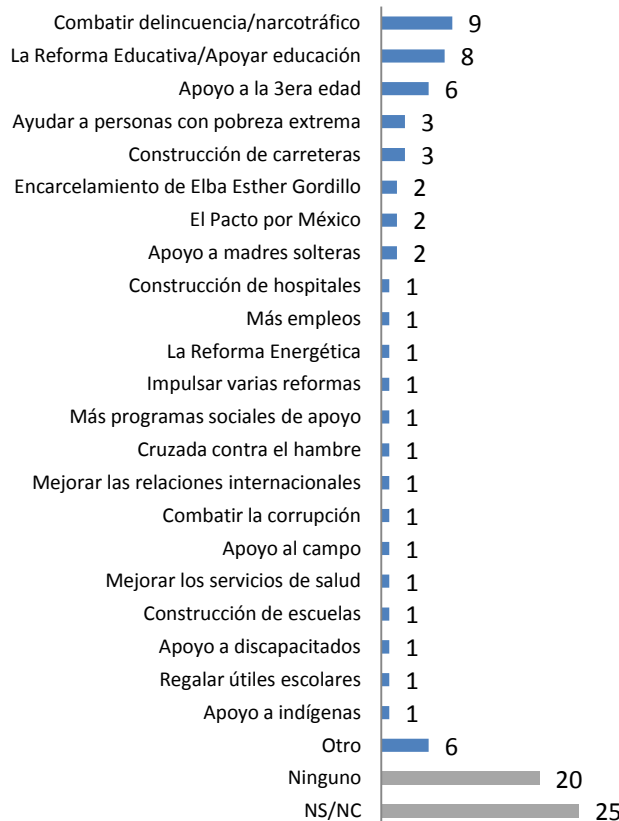 Combatir delincuencia/narcotráfico 9
La Reforma Educativa/Apoyar educación 8
Apoyo a la 3era edad 6
Ayudar a personas con pobreza extrema 3
Construcción de carreteras 3
Encarcelamiento de Elba Esther Gordillo 2
El Pacto por México 2
Apoyo a madres solteras 2
Construcción de hospitales 1
Más empleos 1
La Reforma Energética 1
Impulsar varias reformas 1
Más programas sociales de apoyo 1
Cruzada contra el hambre 1
Mejorar las relaciones internacionales 1
Combatir la corrupción 1
Apoyo al campo 1
Mejorar los servicios de salud 1
Construcción de escuelas 1
Apoyo a discapacitados 1
Regalar útiles escolares 1
Apoyo a indígenas 1
Otro 6
Ninguno 20
NS/NC 25